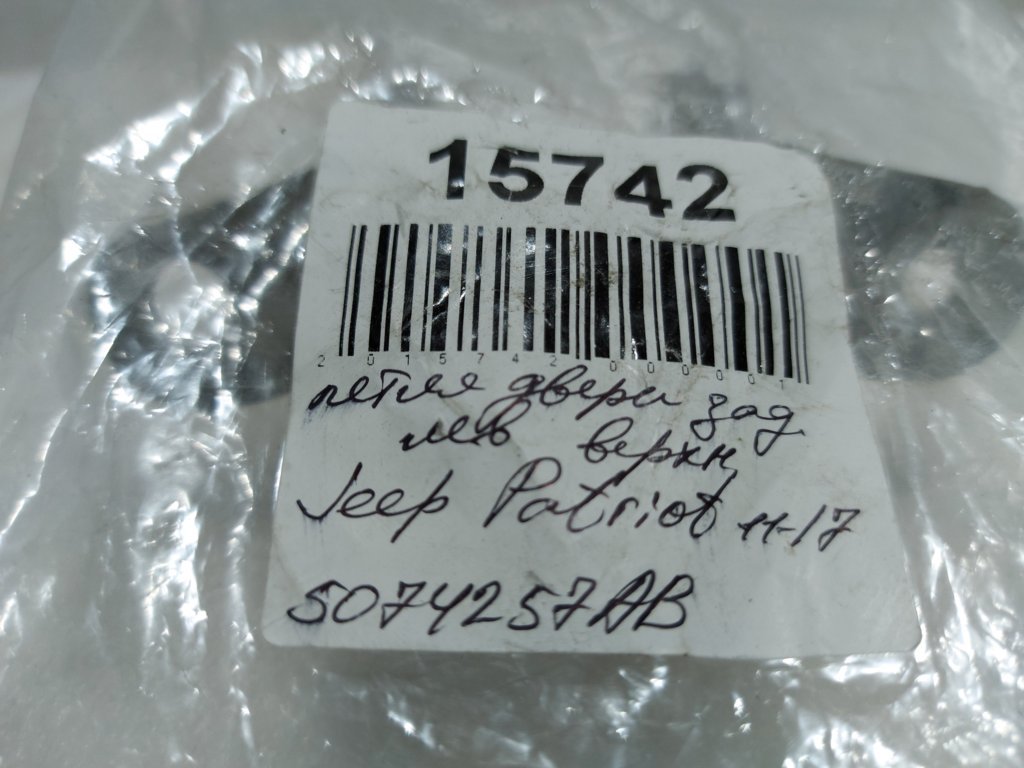 15742
2015742000001
петля двери зад
лев верхн
Jeep Patriot 11-17
5074257AB